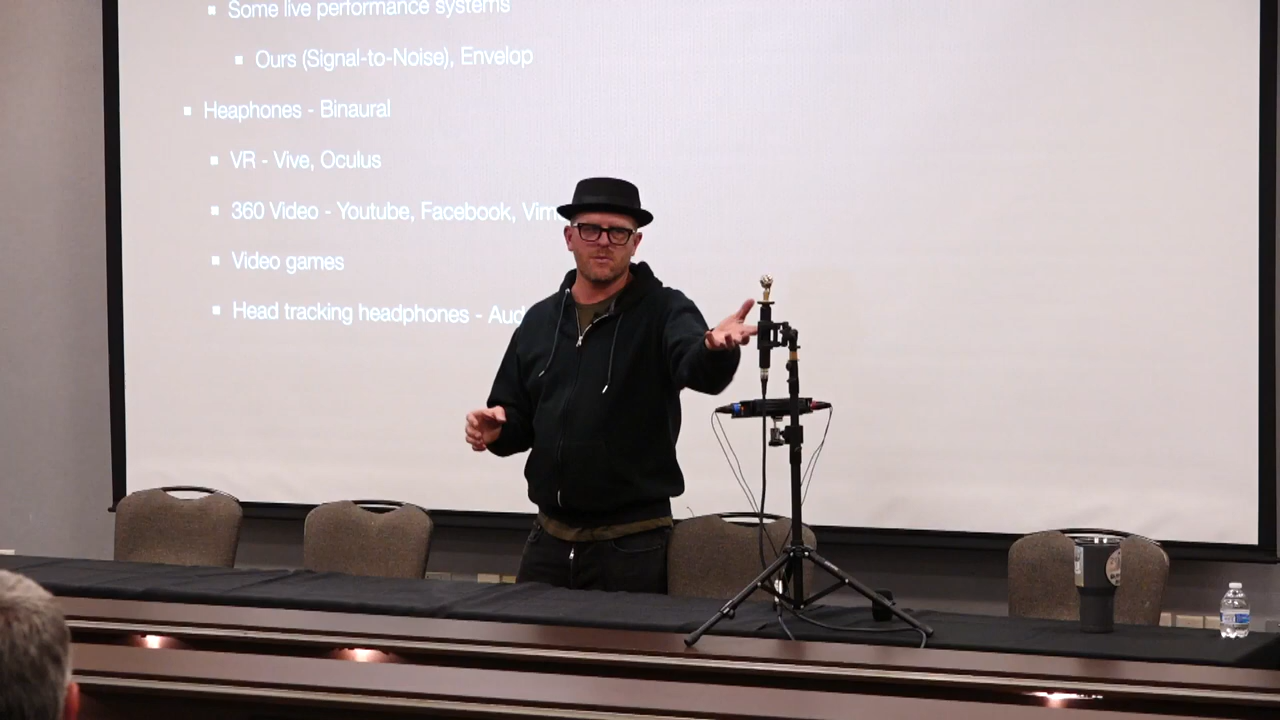 Some live performance systems
Ours (Signal-to-Noise), Envelop
Heaphones - Binaural
VR - Vive, Oculus
360 Video - Youtube, Facebook,
Video games
Head tracking headphones -